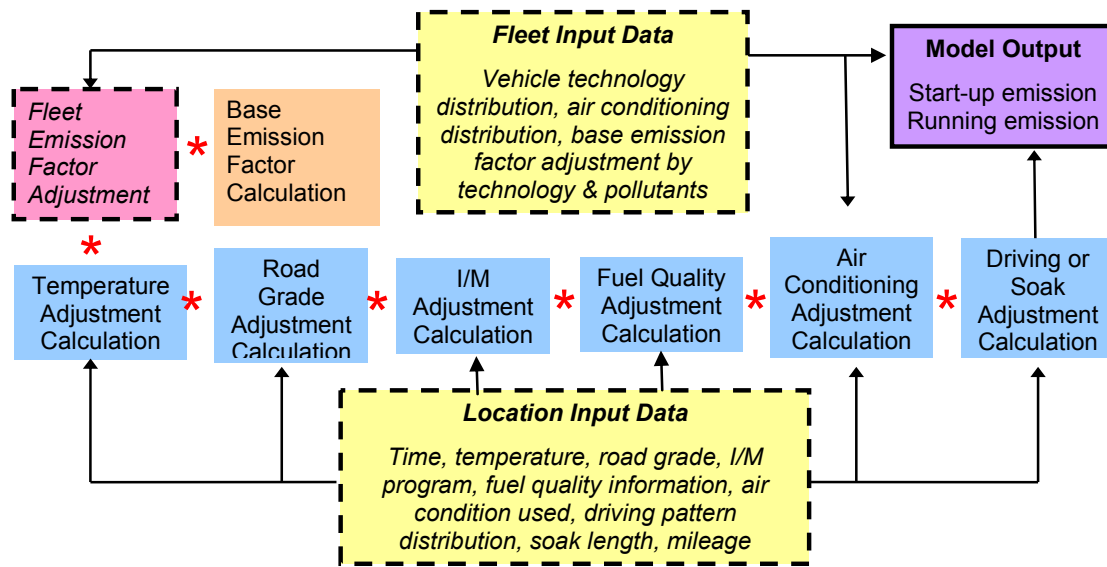 Fleet Input Data
Vehicle technology
distribution, air conditioning
distribution, base emission
factor adjustment by
technology & pollutants
Model Output
Start-up emission
Running emission
Fleet
Emission
Factor
Adjustment
*
Base
Emission
Factor
Calculation
*
Temperature
Adjustment
Calculation
*
Road
Grade
Adjustment
Calculation
*
I/M
Adjustment
Calculation
*
Fuel Quality
Adjustment
Calculation
*
Air
Conditioning
Adjustment
Calculation
*
Driving or
Soak
Adjustment
Calculation
Location Input Data
Time, temperature, road grade, I/M
program, fuel quality information, air
condition used, driving pattern
distribution, soak length, mileage